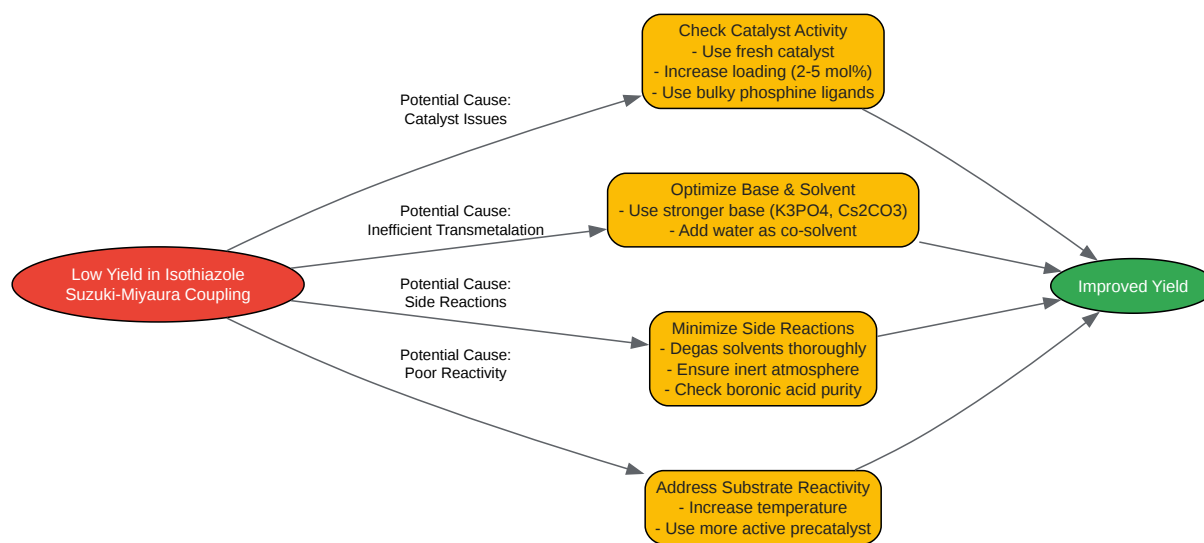 Low Yield in Isothiazole
Suzuki-Miyaura Coupling
Potential Cause:
Catalyst Issues
Check Catalyst Activity
- Use fresh catalyst
- Increase loading (2-5 mol%)
- Use bulky phosphine ligands
Potential Cause:
Inefficient Transmetalation
Optimize Base & Solvent
- Use stronger base (K3PO4, Cs2CO3)
- Add water as co-solvent
Potential Cause:
Side Reactions
Minimize Side Reactions
- Degas solvents thoroughly
- Ensure inert atmosphere
- Check boronic acid purity
Potential Cause:
Poor Reactivity
Address Substrate Reactivity
- Increase temperature
- Use more active precatalyst
Improved Yield